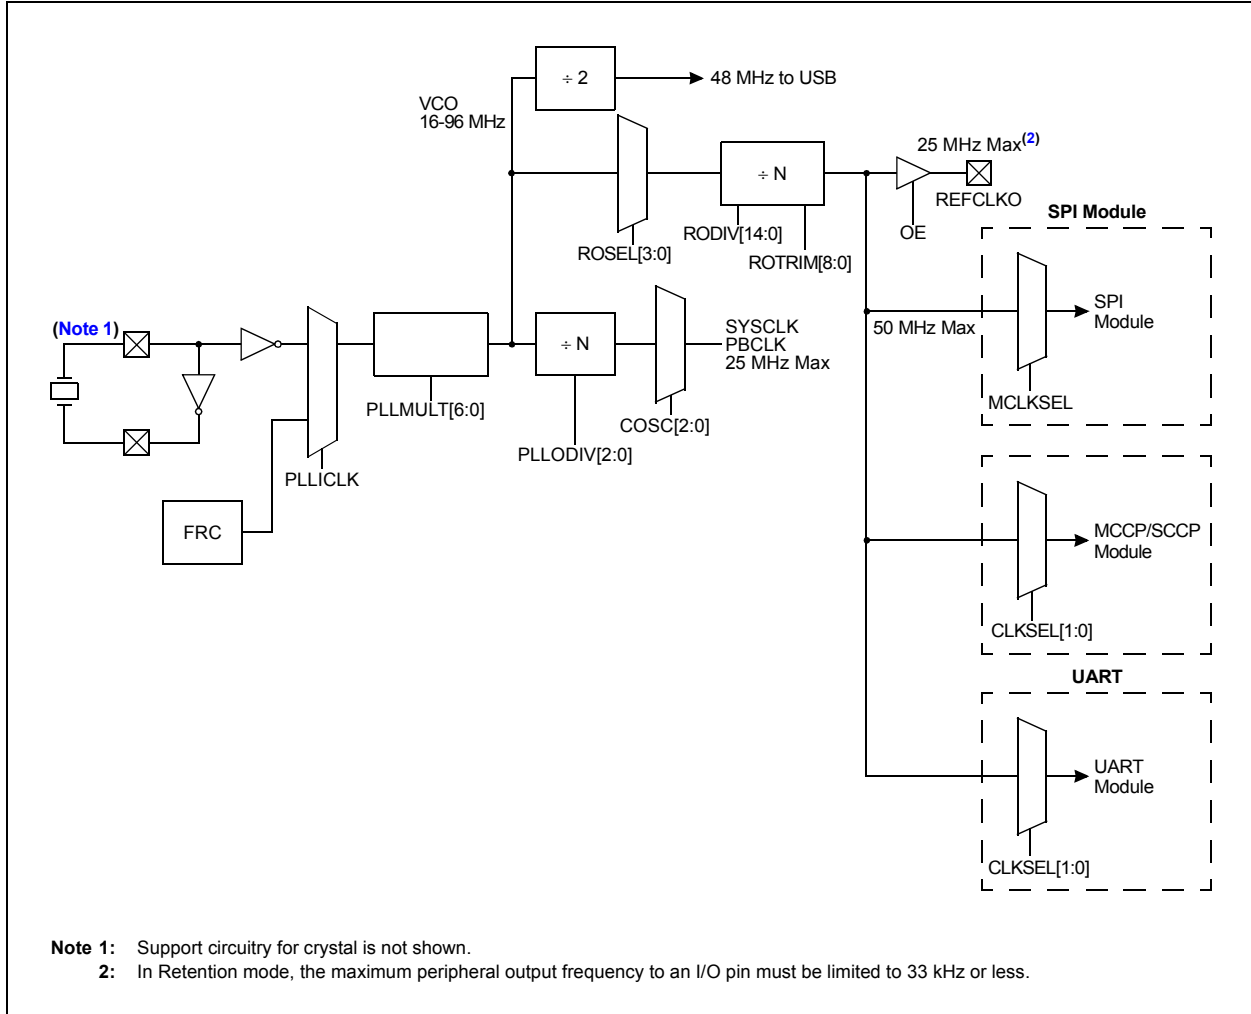 ÷ 2
48 MHz to USB
VCO
16-96 MHz
25 MHz Max(2)
÷ N
REFCLKO
SPI Module
RODIV[14:0]
OE
ROSEL[3:0]
ROTRIM[8:0]
(Note 1)
SPI
Module
SYSCLK
PBCLK
25 MHz Max
50 MHz Max
÷ N
MCLKSEL
PLLMULT[6:0]
COSC[2:0]
PLLODIV[2:0]
PLLICLK
FRC
MCCP/SCCP
Module
CLKSEL[1:0]
UART
UART
Module
CLKSEL[1:0]
Note 1: Support circuitry for crystal is not shown.
2: In Retention mode, the maximum peripheral output frequency to an I/O pin must be limited to 33 kHz or less.